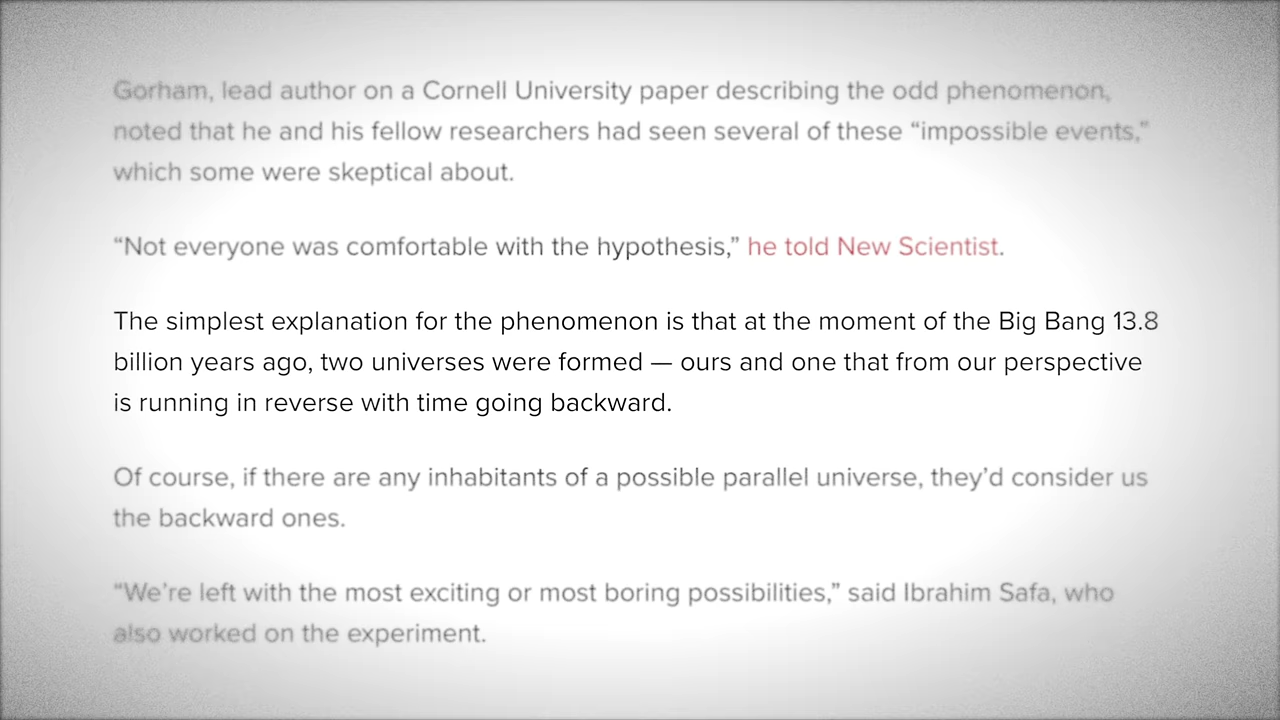 Gorham, lead author on a Cornell University paper describing the odd phenomenon,
noted that he and his fellow researchers had seen several of these “impossible events,”
which some were skeptical about.
“Not everyone was comfortable with the hypothesis,” he told New Scientist.
The simplest explanation for the phenomenon is that at the moment of the Big Bang 13.8
billion years ago, two universes were formed — ours and one that from our perspective
is running in reverse with time going backward.
Of course, if there are any inhabitants of a possible parallel universe, they’d consider us
the backward ones.
“We’re left with the most exciting or most boring possibilities,” said Ibrahim Safa, who
also worked on the experiment.